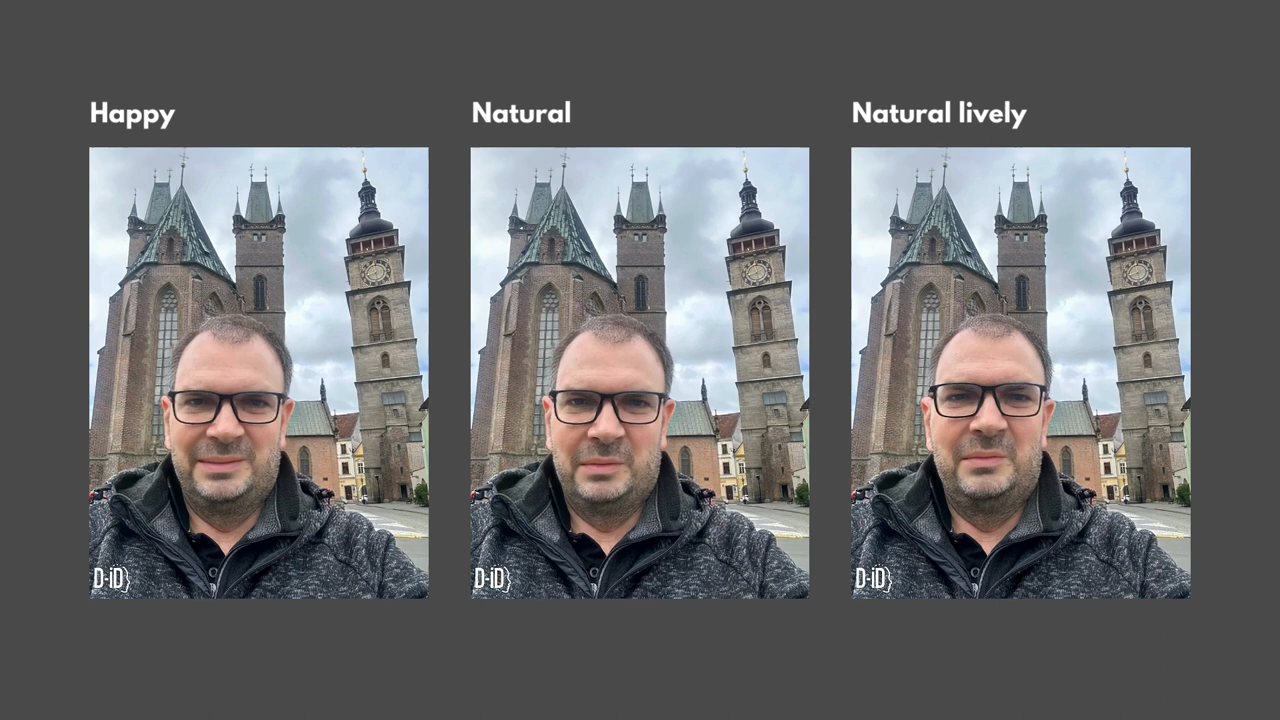 Happy
Natural
Natural lively
D-iD}
D-iD}
D-iD}